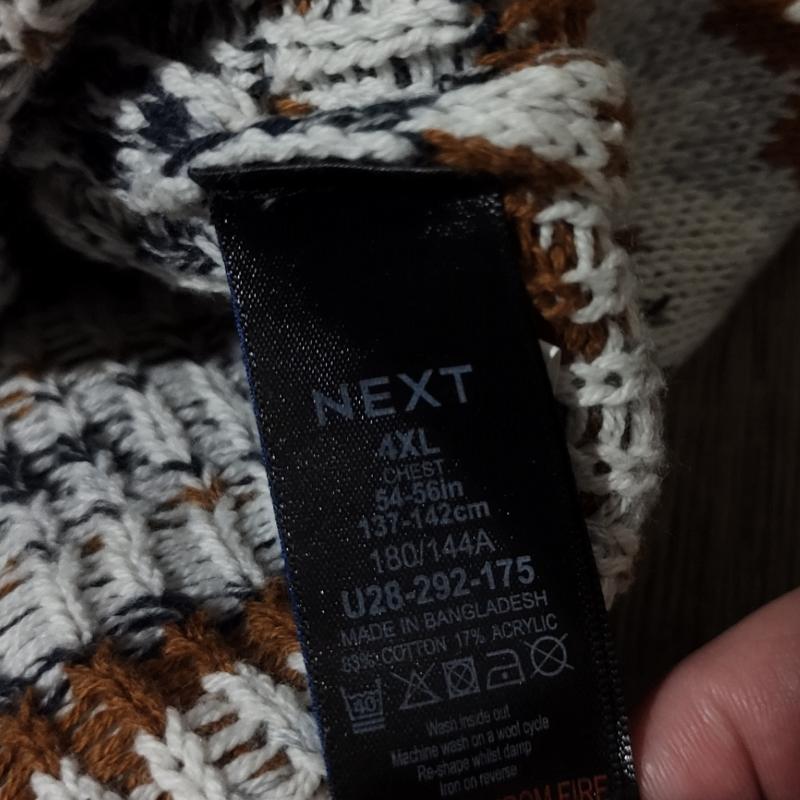 NEXT
4XL
CHEST
54-56in
137-142cm
180/144A
U28-292-175
MADE IN BANGLADESH
83% COTTON 17% ACRYLIC
40
Wash inside out
Machine wash on a wool cycle
Re-shape whilst damp
Iron on reverse
FIRE